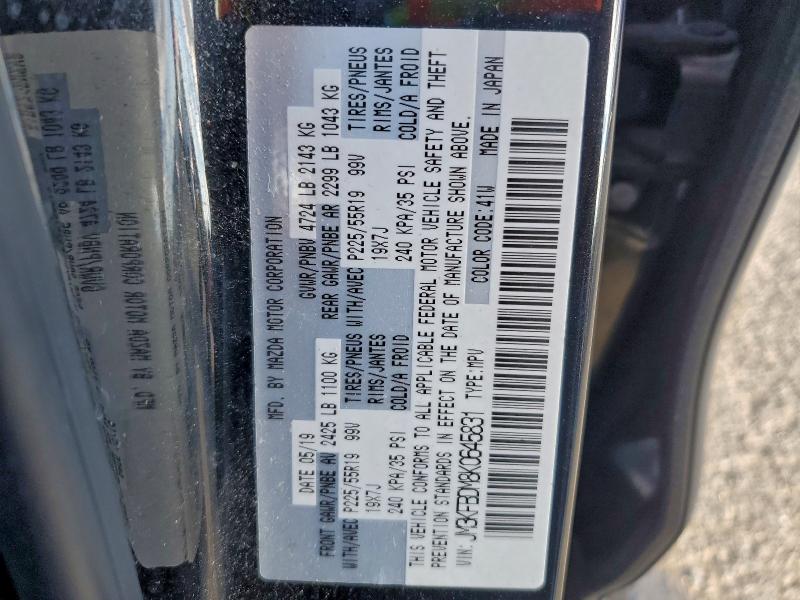 MFD. BY MAZDA MOTOR CORPORATION
DATE 05/19 GVWR/PNBV 4724 LB 2143 KG
FRONT GAWR/PNBE AV 2425 LB 1100 KG REAR GAWR/PNBE AR 2299 LB 1043 KG
WITH/AVEC P225/55R19 99V TIRES/PNEUS WITH/AVEC P225/55R19 99V TIRES/PNEUS
19X7J RIMS/JANTES 19X7J RIMS/JANTES
240 KPA/35 PSI COLD/A FROID 240 KPA/35 PSI COLD/A FROID
THIS VEHICLE CONFORMS TO ALL APPLICABLE FEDERAL MOTOR VEHICLE SAFETY AND THEFT
PREVENTION STANDARDS IN EFFECT ON THE DATE OF MANUFACTURE SHOWN ABOVE.
VIN: JM3KFBDM8K0645831 TYPE: MPV COLOR CODE: 41W MADE IN JAPAN